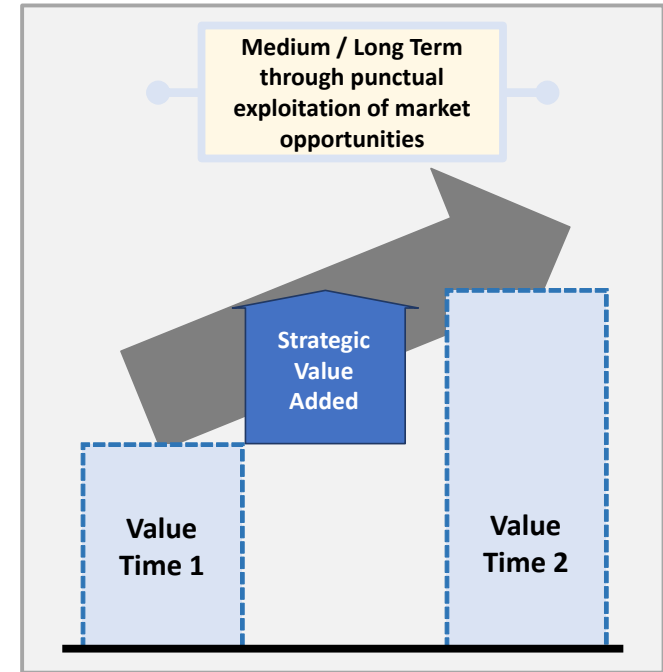 Medium / Long Term
through punctual
exploitation of market
opportunities
Strategic
Value
Added
Value
Time 1
Value
Time 2